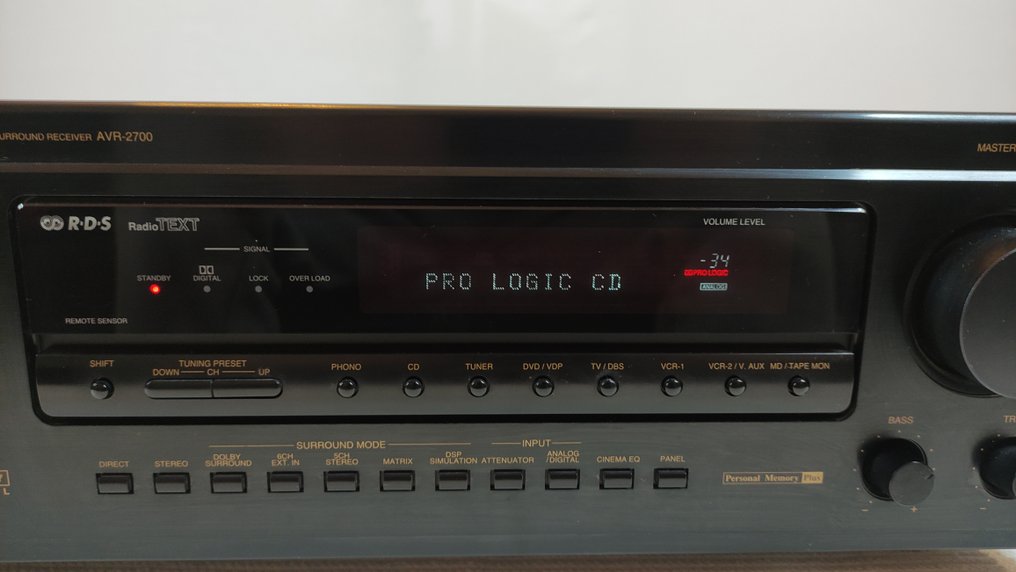 SURROUND RECEIVER AVR-2700
MASTER
R·D·S RadioTEXT
VOLUME LEVEL
SIGNAL
STANDBY DIGITAL LOCK OVER LOAD
-34
PRO LOGIC
PRO LOGIC CD
ANALOG
REMOTE SENSOR
SHIFT
TUNING PRESET
DOWN CH UP
PHONO CD TUNER DVD / VDP TV / DBS VCR-1 VCR-2 / V. AUX MD / TAPE MON
BASS
TR
SURROUND MODE
INPUT
DIRECT STEREO DOLBY SURROUND 6CH EXT. IN 5CH STEREO MATRIX DSP SIMULATION ATTENUATOR ANALOG /DIGITAL CINEMA EQ PANEL
Personal Memory Plus
L
- +
-